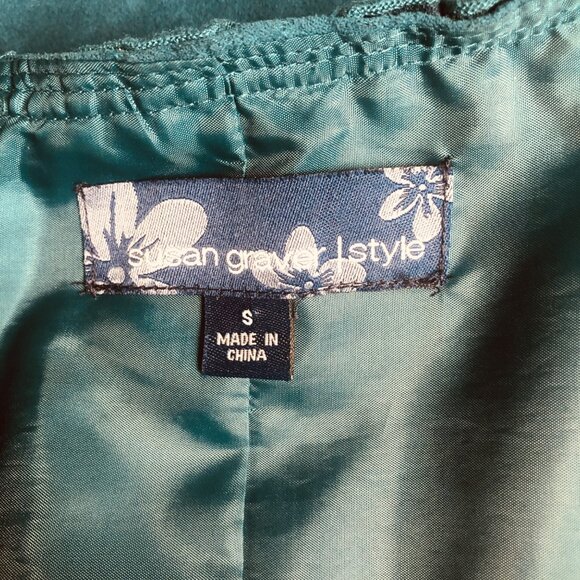 susan graver | style
S
MADE IN
CHINA